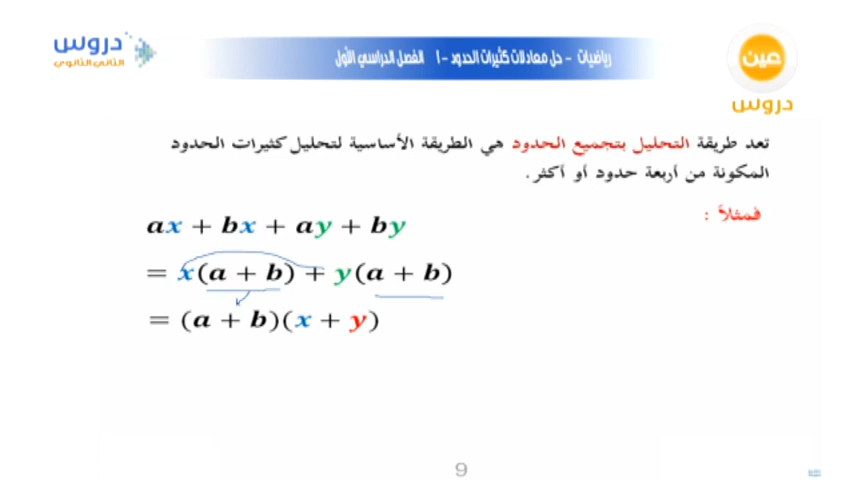 دروس
الثاني الثانوي
رياضيات - حل معادلات كثيرات الحدود - ١ الفصل الدراسي الأول
عين
دروس
تعد طريقة التحليل بتجميع الحدود هي الطريقة الأساسية لتحليل كثيرات الحدود
المكونة من أربعة حدود أو أكثر.
فمثلاً :
ax + bx + ay + by
= x(a + b) + y(a + b)
= (a + b)(x + y)
9